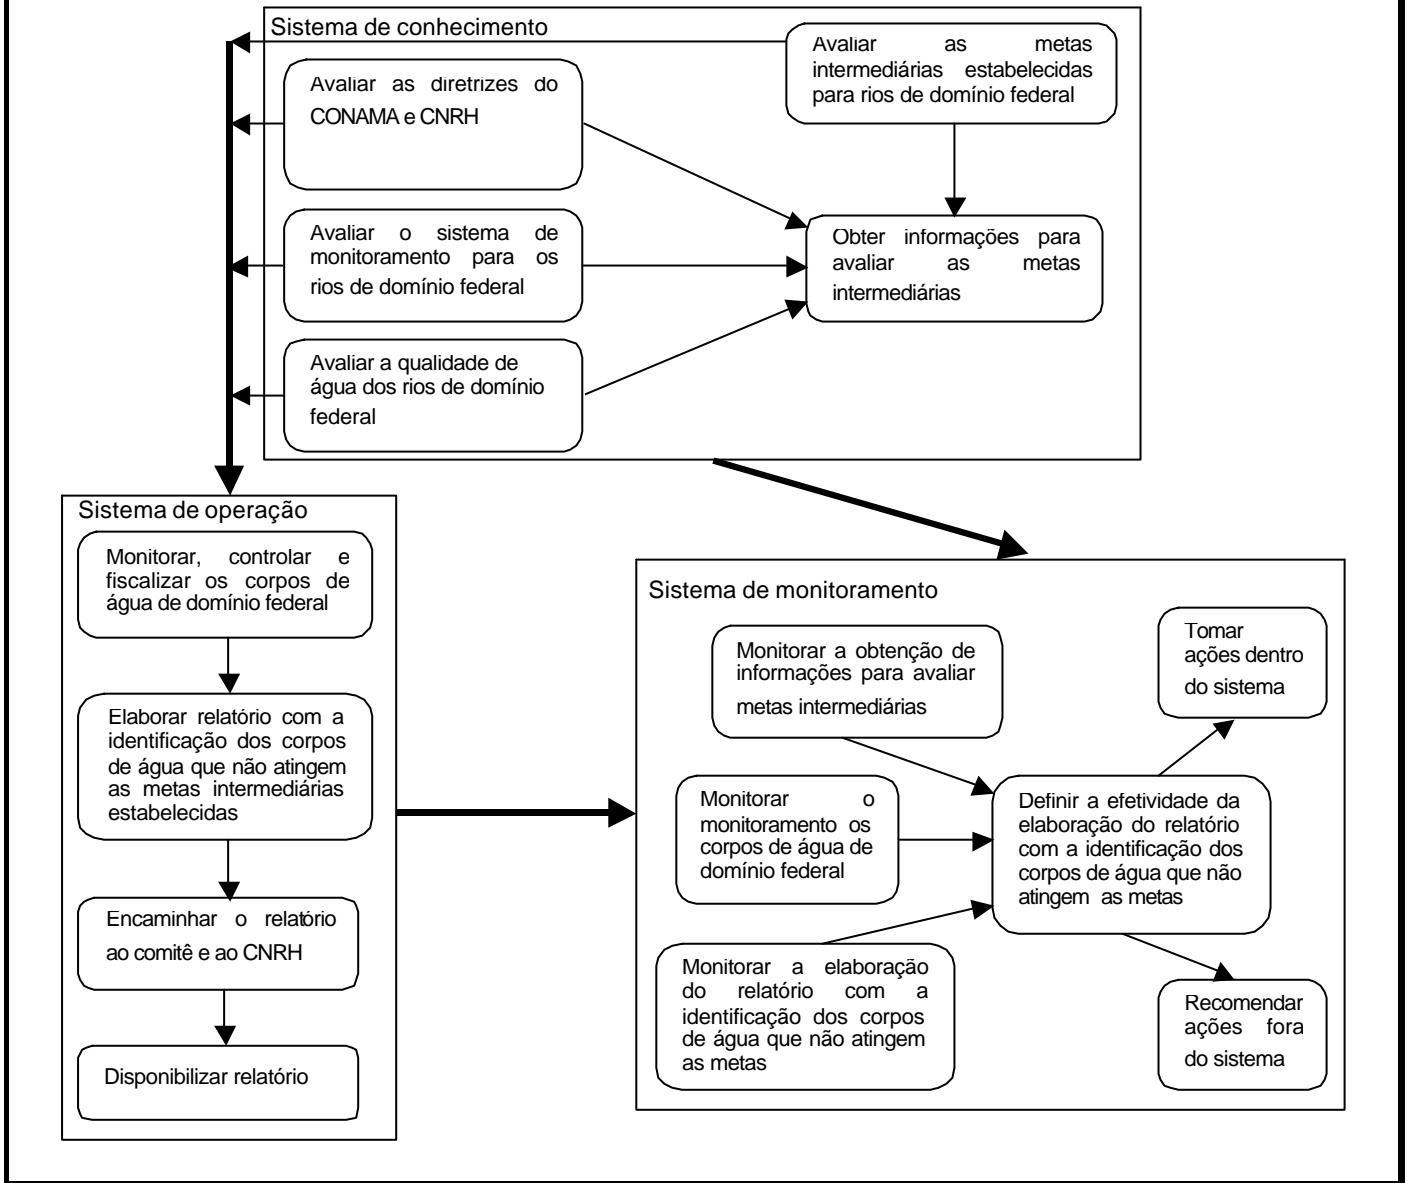 Sistema de conhecimento
Avaliar as metas
intermediárias estabelecidas
para rios de domínio federal
Avaliar as diretrizes do
CONAMA e CNRH
Avaliar o sistema de
monitoramento para os
rios de domínio federal
Obter informações para
avaliar as metas
intermediárias
Avaliar a qualidade de
água dos rios de domínio
federal
Sistema de operação
Monitorar, controlar e
fiscalizar os corpos de
água de domínio federal
Elaborar relatório com a
identificação dos corpos
de água que não atingem
as metas intermediárias
estabelecidas
Encaminhar o relatório
ao comitê e ao CNRH
Disponibilizar relatório
Sistema de monitoramento
Monitorar a obtenção de
informações para avaliar
metas intermediárias
Monitorar o
monitoramento os
corpos de água de
domínio federal
Monitorar a elaboração
do relatório com a
identificação dos corpos
de água que não atingem
as metas
Definir a efetividade da
elaboração do relatório
com a identificação dos
corpos de água que não
atingem as metas
Tomar
ações dentro
do sistema
Recomendar
ações fora
do sistema